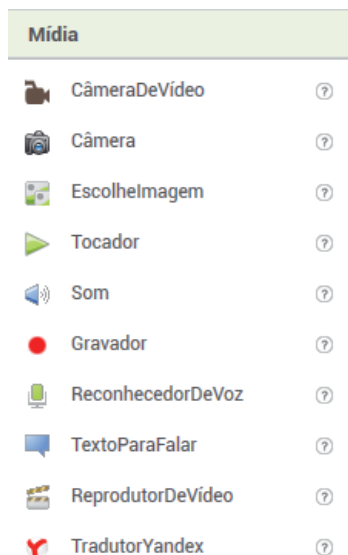 Mídia
CâmeraDeVídeo
Câmera
EscolheImagem
Tocador
Som
Gravador
ReconhecedorDeVoz
TextoParaFalar
ReprodutorDeVídeo
TradutorYandex